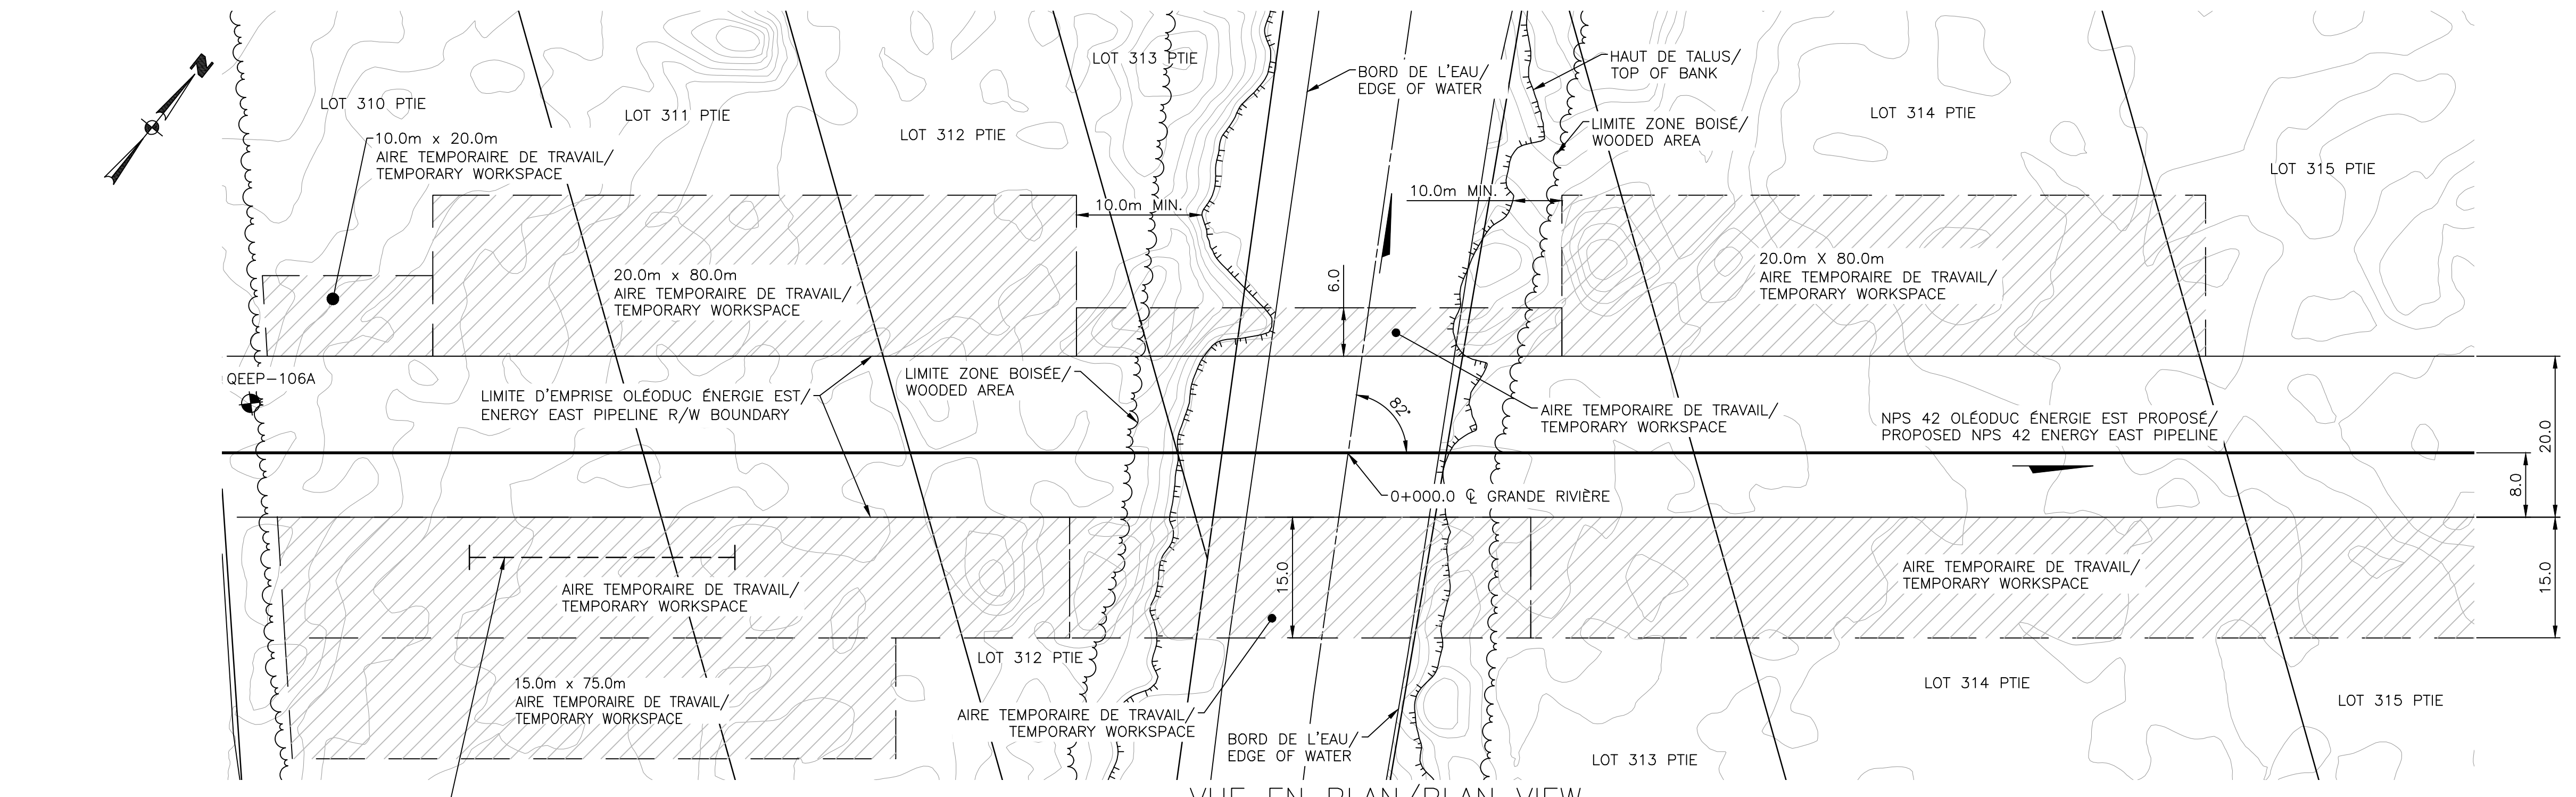 N
LOT 310 PTIE
10.0m x 20.0m
AIRE TEMPORAIRE DE TRAVAIL/
TEMPORARY WORKSPACE
LOT 311 PTIE
LOT 312 PTIE
LOT 313 PTIE
BORD DE L'EAU/
EDGE OF WATER
HAUT DE TALUS/
TOP OF BANK
LIMITE ZONE BOISÉ/
WOODED AREA
LOT 314 PTIE
LOT 315 PTIE
10.0m MIN.
10.0m MIN.
20.0m x 80.0m
AIRE TEMPORAIRE DE TRAVAIL/
TEMPORARY WORKSPACE
6.0
20.0m X 80.0m
AIRE TEMPORAIRE DE TRAVAIL/
TEMPORARY WORKSPACE
QEEP-106A
LIMITE D'EMPRISE OLÉODUC ÉNERGIE EST/
ENERGY EAST PIPELINE R/W BOUNDARY
LIMITE ZONE BOISÉE/
WOODED AREA
82°
AIRE TEMPORAIRE DE TRAVAIL/
TEMPORARY WORKSPACE
NPS 42 OLÉODUC ÉNERGIE EST PROPOSÉ/
PROPOSED NPS 42 ENERGY EAST PIPELINE
20.0
8.0
0+000.0 ℄ GRANDE RIVIÈRE
15.0
AIRE TEMPORAIRE DE TRAVAIL/
TEMPORARY WORKSPACE
AIRE TEMPORAIRE DE TRAVAIL/
TEMPORARY WORKSPACE
15.0
LOT 312 PTIE
15.0m x 75.0m
AIRE TEMPORAIRE DE TRAVAIL/
TEMPORARY WORKSPACE
AIRE TEMPORAIRE DE TRAVAIL/
TEMPORARY WORKSPACE
BORD DE L'EAU/
EDGE OF WATER
LOT 313 PTIE
LOT 314 PTIE
LOT 315 PTIE
VUE EN PLAN/PLAN VIEW